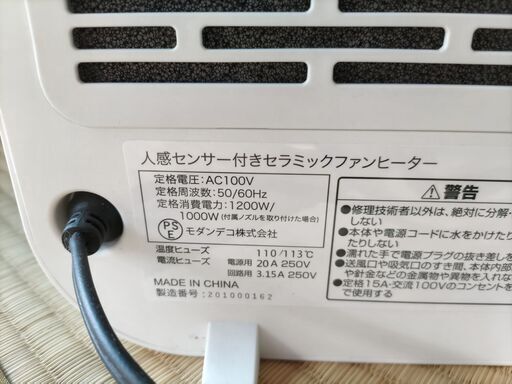 人感センサー付きセラミックファンヒーター
定格電圧:AC100V
定格周波数:50/60Hz
定格消費電力:1200W/
1000W(付属ノズルを取り付けた場合)
PS
E
モダンデコ株式会社
温度ヒューズ 110/113℃
電流ヒューズ 電源用 20A 250V
回路用 3.15A 250V
MADE IN CHINA
製造番号:201000162
⚠警告
●修理技術者以外は、絶対に分解・
しない
●本体や電源コードに水をかけたり
たりしない
●濡れた手で電源プラグの抜き差しを
●送風口や吸気口のすき間、本体内部
や針金などの金属物や異物を入れな
●定格15A・交流100Vのコンセントを
で使用する